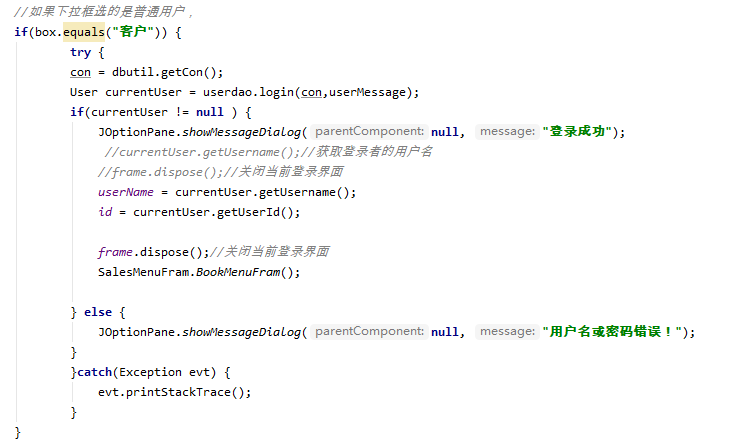 //如果下拉框选的是普通用户，
if(box.equals("客户")) {
try {
con = dbutil.getCon();
User currentUser = userdao.login(con,userMessage);
if(currentUser != null ) {
JOptionPane.showMessageDialog( parentComponent: null, message: "登录成功");
//currentUser.getUsername();//获取登录者的用户名
//frame.dispose();//关闭当前登录界面
userName = currentUser.getUsername();
id = currentUser.getUserId();
frame.dispose();//关闭当前登录界面
SalesMenuFram.BookMenuFram();
} else {
JOptionPane.showMessageDialog( parentComponent: null, message: "用户名或密码错误！");
}
}catch(Exception evt) {
evt.printStackTrace();
}
}